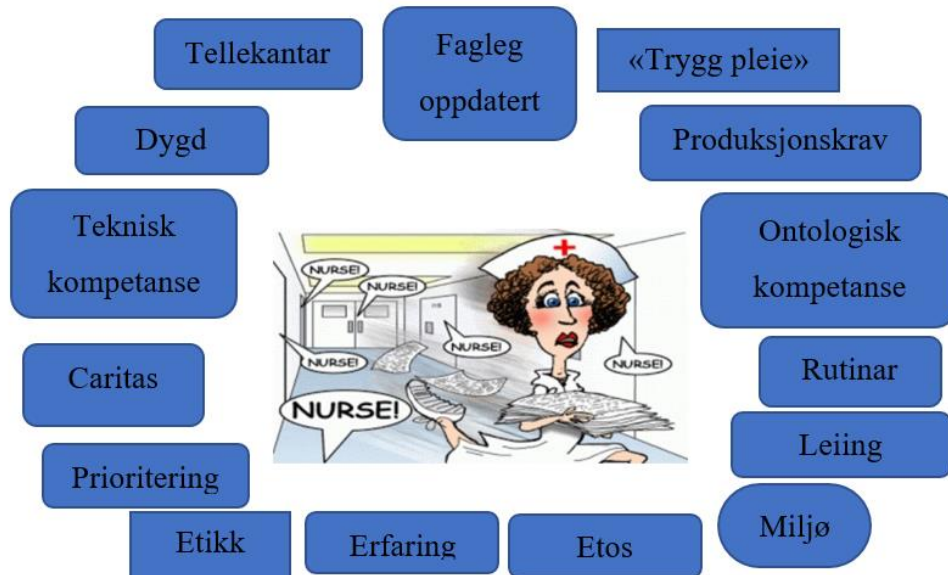 Tellekantar
Fagleg
oppdatert
«Trygg pleie»
Dygd
Produksjonskrav
Teknisk
kompetanse
Ontologisk
kompetanse
NURSE!
NURSE!
NURSE!
NURSE!
NURSE!
NURSE!
Caritas
Rutinar
Leiing
Prioritering
Miljø
Etikk
Erfaring
Etos